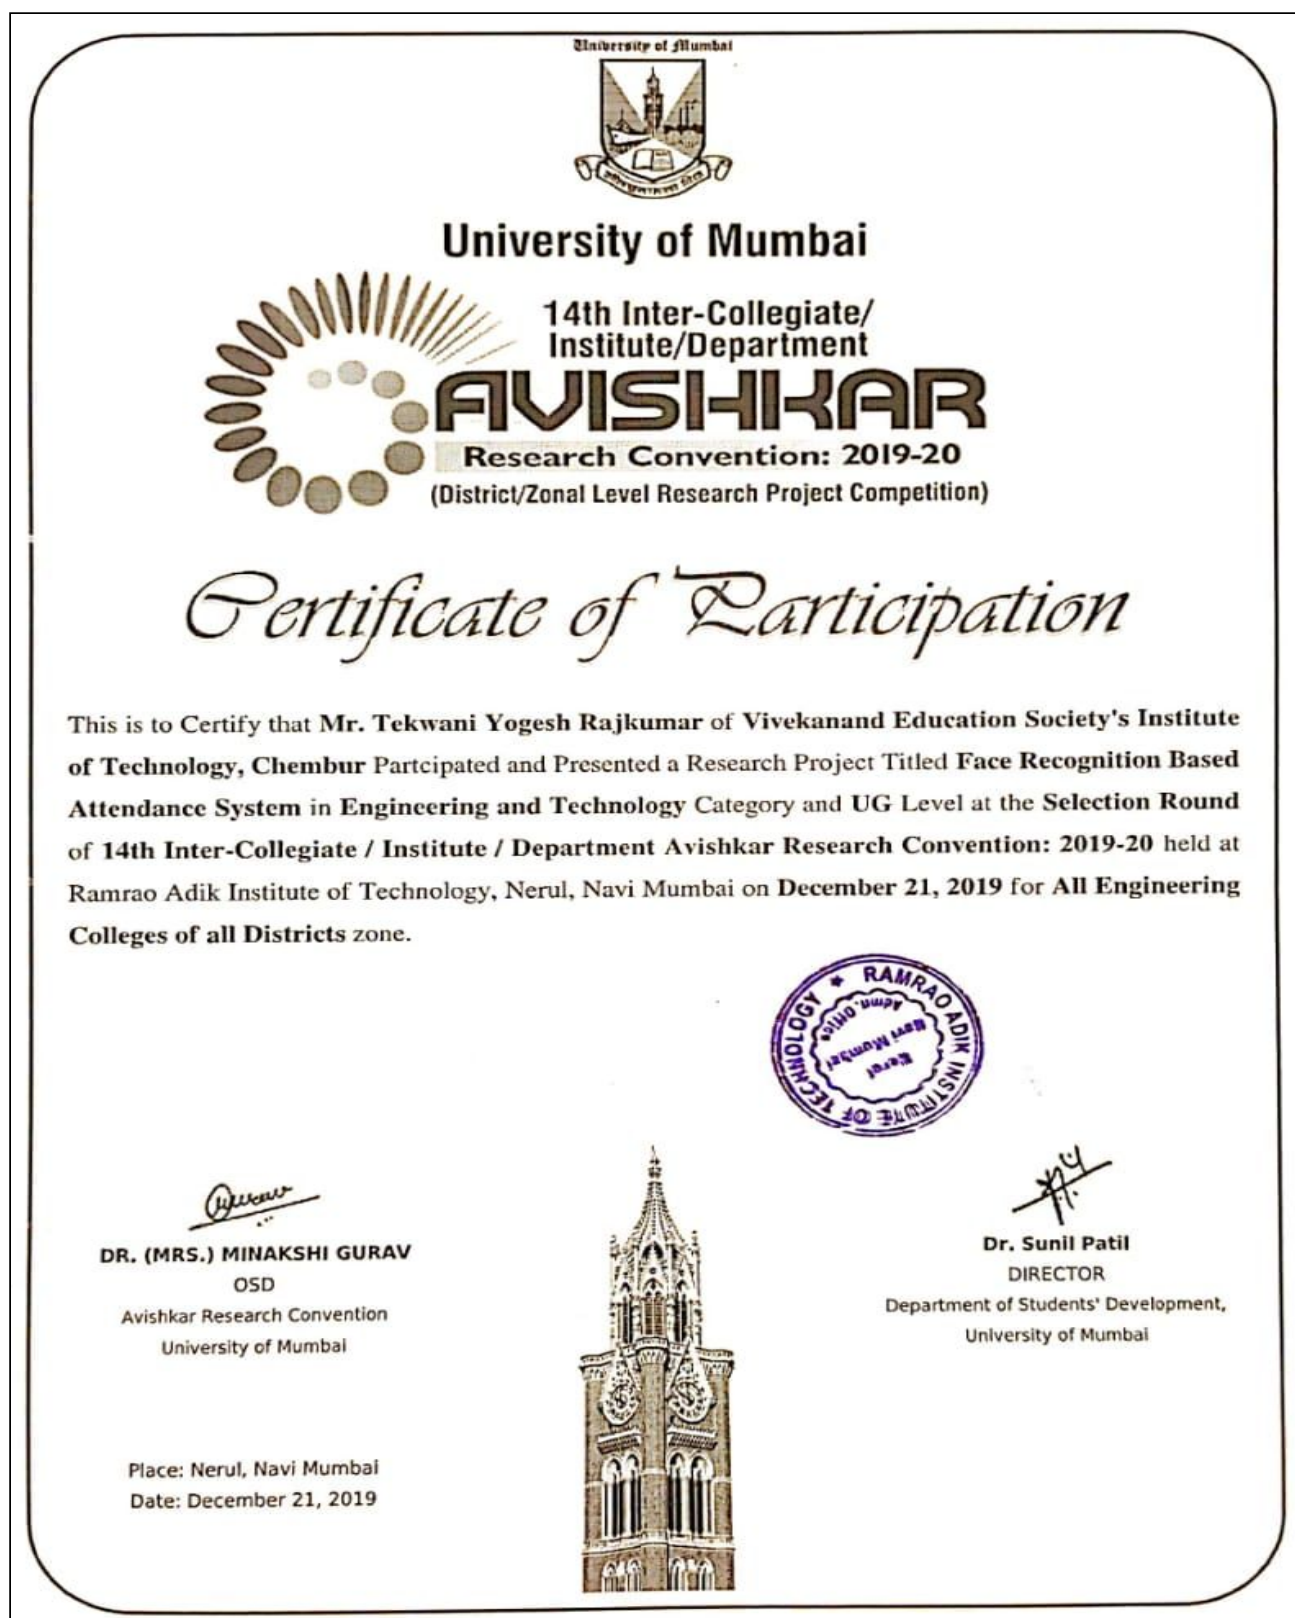 University of Mumbai
University of Mumbai
14th Inter-Collegiate/
Institute/Department
AVISHKAR
Research Convention: 2019-20
(District/Zonal Level Research Project Competition)
Certificate of Participation
This is to Certify that Mr. Tekwani Yogesh Rajkumar of Vivekanand Education Society's Institute
of Technology, Chembur Partcipated and Presented a Research Project Titled Face Recognition Based
Attendance System in Engineering and Technology Category and UG Level at the Selection Round
of 14th Inter-Collegiate / Institute / Department Avishkar Research Convention: 2019-20 held at
Ramrao Adik Institute of Technology, Nerul, Navi Mumbai on December 21, 2019 for All Engineering
Colleges of all Districts zone.
RAMRAO ADIK INSTITUTE OF TECHNOLOGY
Admn. Office
Navi Mumbai
Nerul
DR. (MRS.) MINAKSHI GURAV
OSD
Avishkar Research Convention
University of Mumbai
Dr. Sunil Patil
DIRECTOR
Department of Students' Development,
University of Mumbai
Place: Nerul, Navi Mumbai
Date: December 21, 2019